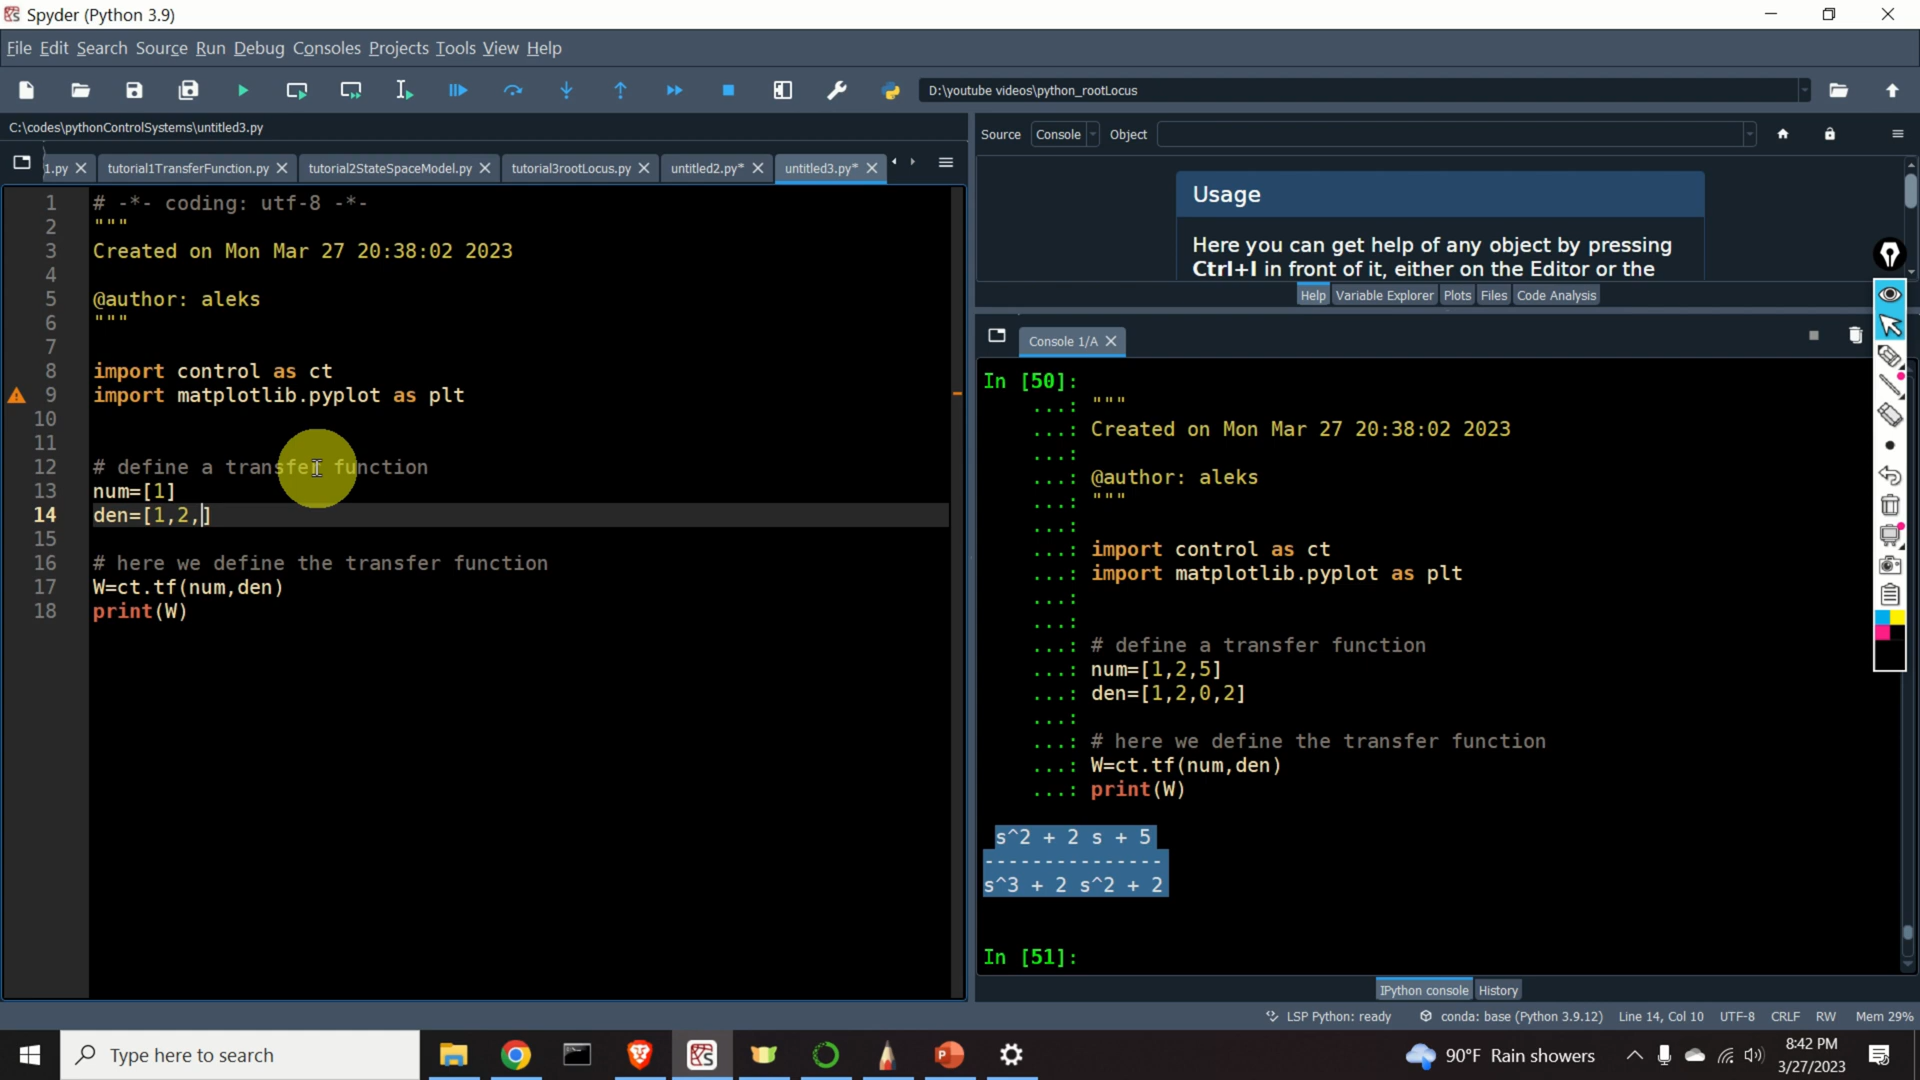 Spyder (Python 3.9)
File Edit Search Source Run Debug Consoles Projects Tools View Help
D:\youtube videos\python_rootLocus
C:\codes\pythonControlSystems\untitled3.py
1.py
tutorial1TransferFunction.py
tutorial2StateSpaceModel.py
tutorial3rootLocus.py
untitled2.py*
untitled3.py*
1 # -*- coding: utf-8 -*-
2 """
3 Created on Mon Mar 27 20:38:02 2023
4
5 @author: aleks
6 """
7
8 import control as ct
9 import matplotlib.pyplot as plt
10
11
12 # define a transfer function
13 num=[1]
14 den=[1,2,]
15
16 # here we define the transfer function
17 W=ct.tf(num,den)
18 print(W)
Source Console Object
Usage
Here you can get help of any object by pressing
Ctrl+I in front of it, either on the Editor or the
Help Variable Explorer Plots Files Code Analysis
Console 1/A
In [50]:
...: """
...: Created on Mon Mar 27 20:38:02 2023
...:
...: @author: aleks
...: """
...:
...: import control as ct
...: import matplotlib.pyplot as plt
...:
...:
...: # define a transfer function
...: num=[1,2,5]
...: den=[1,2,0,2]
...:
...: # here we define the transfer function
...: W=ct.tf(num,den)
...: print(W)
s^2 + 2 s + 5
---------------
s^3 + 2 s^2 + 2
In [51]:
IPython console History
LSP Python: ready conda: base (Python 3.9.12) Line 14, Col 10 UTF-8 CRLF RW Mem 29%
Type here to search
90°F Rain showers
8:42 PM
3/27/2023